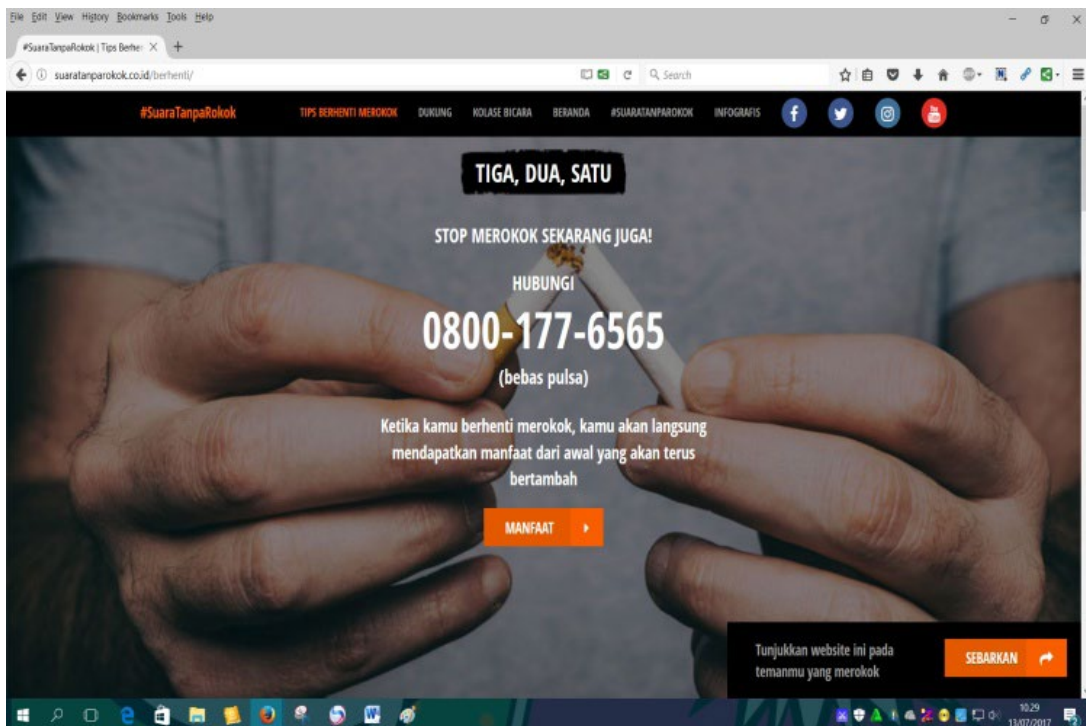 File Edit View History Bookmarks Tools Help
#SuaraTanpaRokok | Tips Berhe
suaratanparokok.co.id/berhenti/
Search
#SuaraTanpaRokok
TIPS BERHENTI MEROKOK
DUKUNG
KOLASE BICARA
BERANDA
#SUARATANPAROKOK
INFOGRAFIS
TIGA, DUA, SATU
STOP MEROKOK SEKARANG JUGA!
HUBUNGI
0800-177-6565
(bebas pulsa)
Ketika kamu berhenti merokok, kamu akan langsung
mendapatkan manfaat dari awal yang akan terus
bertambah
MANFAAT
Tunjukkan website ini pada
temanmu yang merokok
SEBARKAN
10.29
13/07/2017